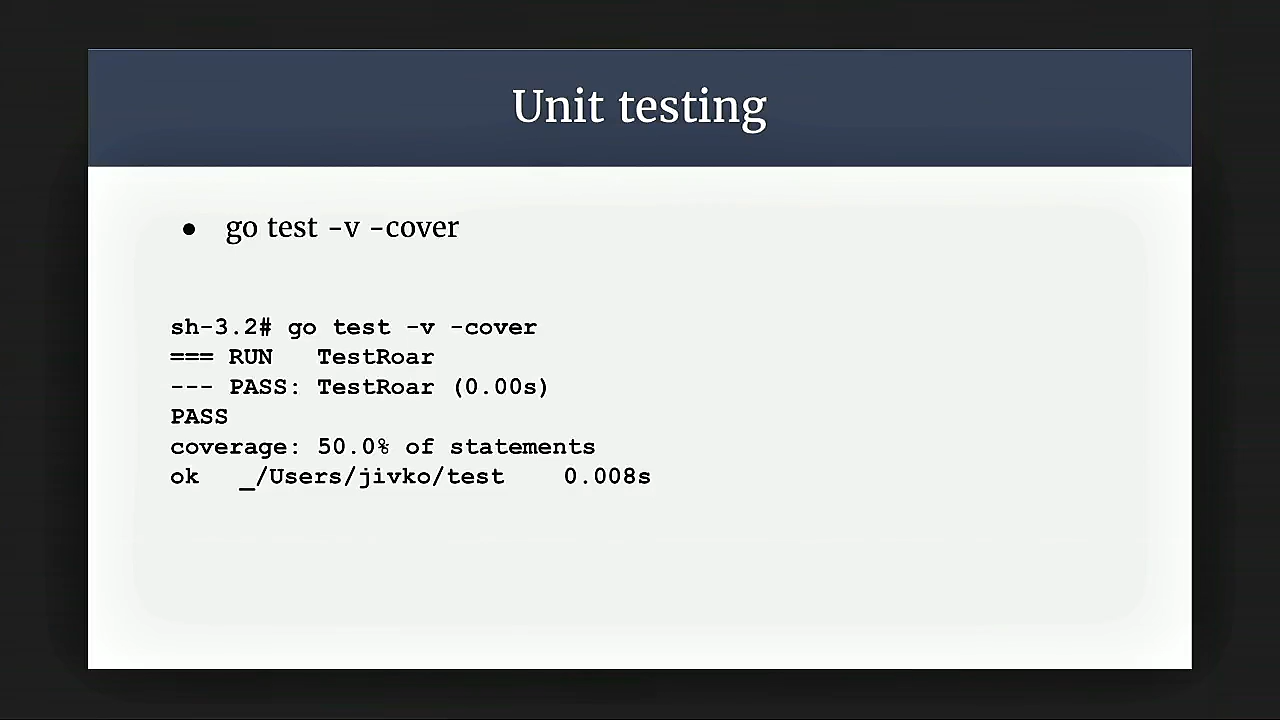 Unit testing
● go test -v -cover
sh-3.2# go test -v -cover
=== RUN   TestRoar
--- PASS: TestRoar (0.00s)
PASS
coverage: 50.0% of statements
ok   _/Users/jivko/test    0.008s